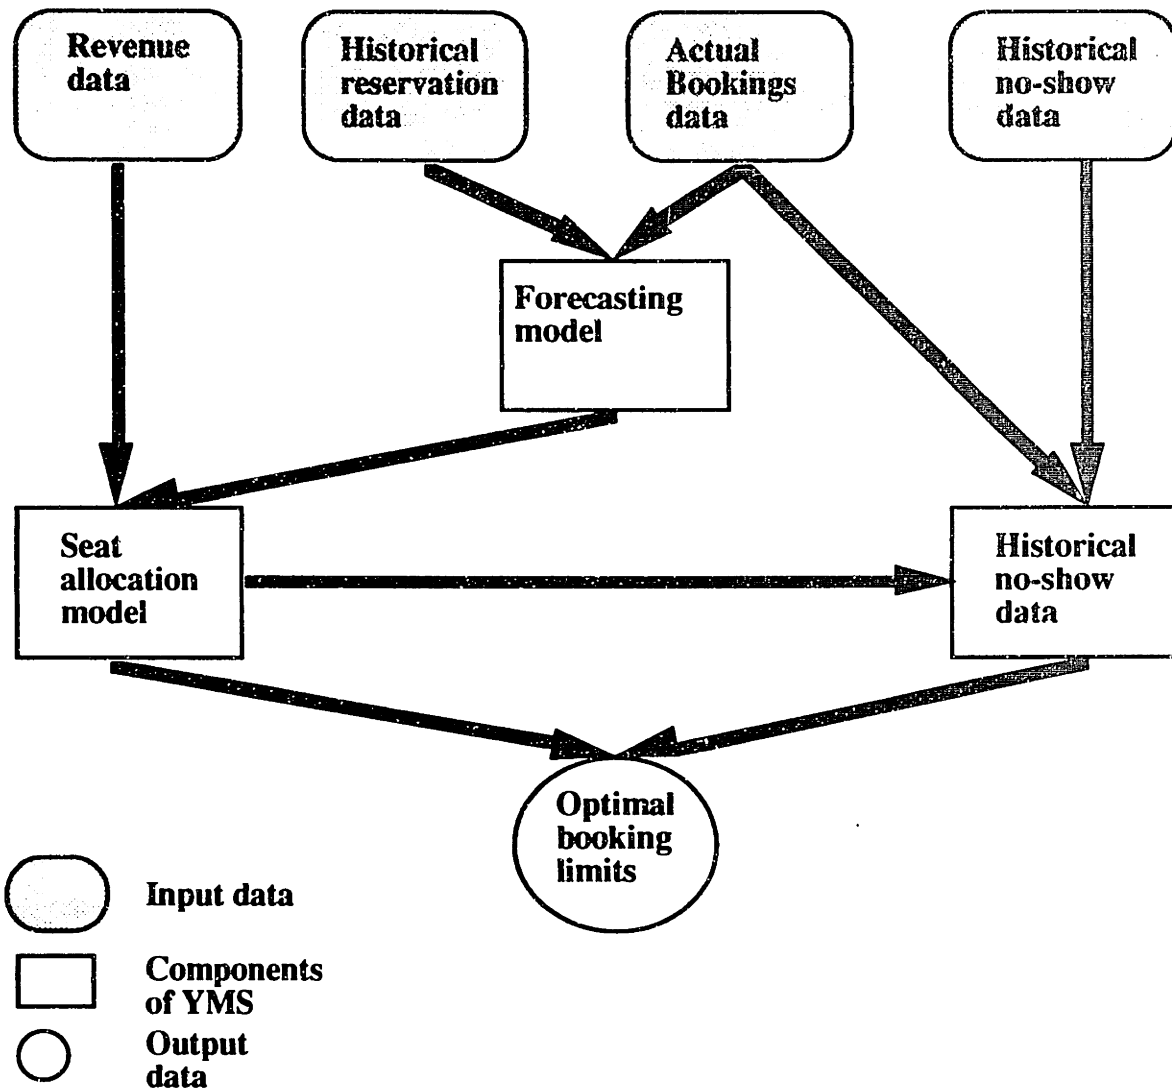 Revenue
data
Historical
reservation
data
Actual
Bookings
data
Historical
no-show
data
Forecasting
model
Seat
allocation
model
Historical
no-show
data
Optimal
booking
limits
Input data
Components
of YMS
Output
data